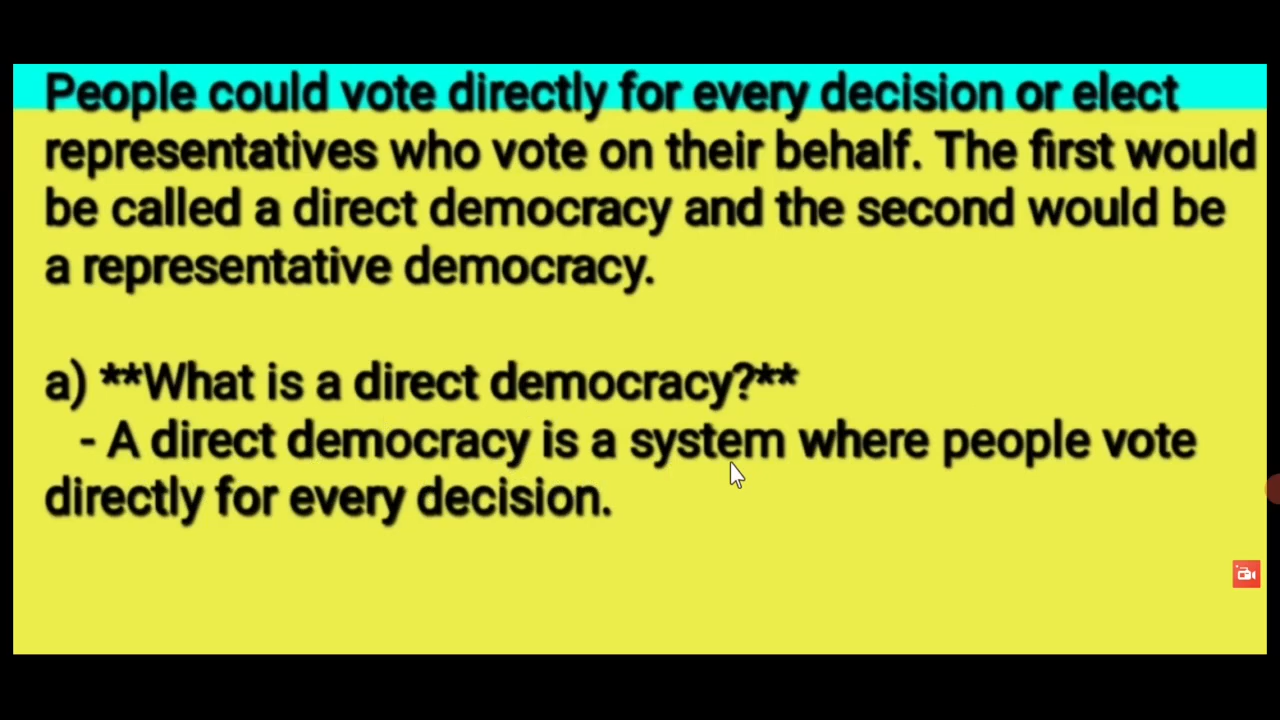 People could vote directly for every decision or elect
representatives who vote on their behalf. The first would
be called a direct democracy and the second would be
a representative democracy.
a) **What is a direct democracy?**
- A direct democracy is a system where people vote
directly for every decision.